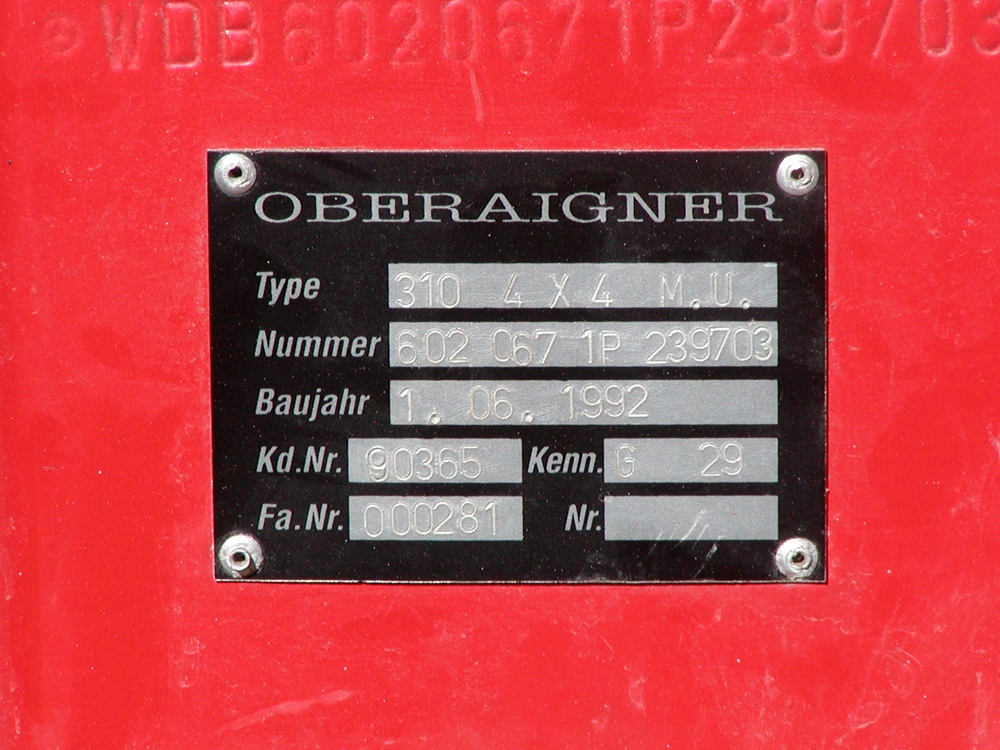 WDB6020671P239703
OBERAIGNER
Type 310 4 X 4 M.U.
Nummer 602 067 1P 239703
Baujahr 1. 06. 1992
Kd.Nr. 90365 Kenn. G 29
Fa.Nr. 000281 Nr.